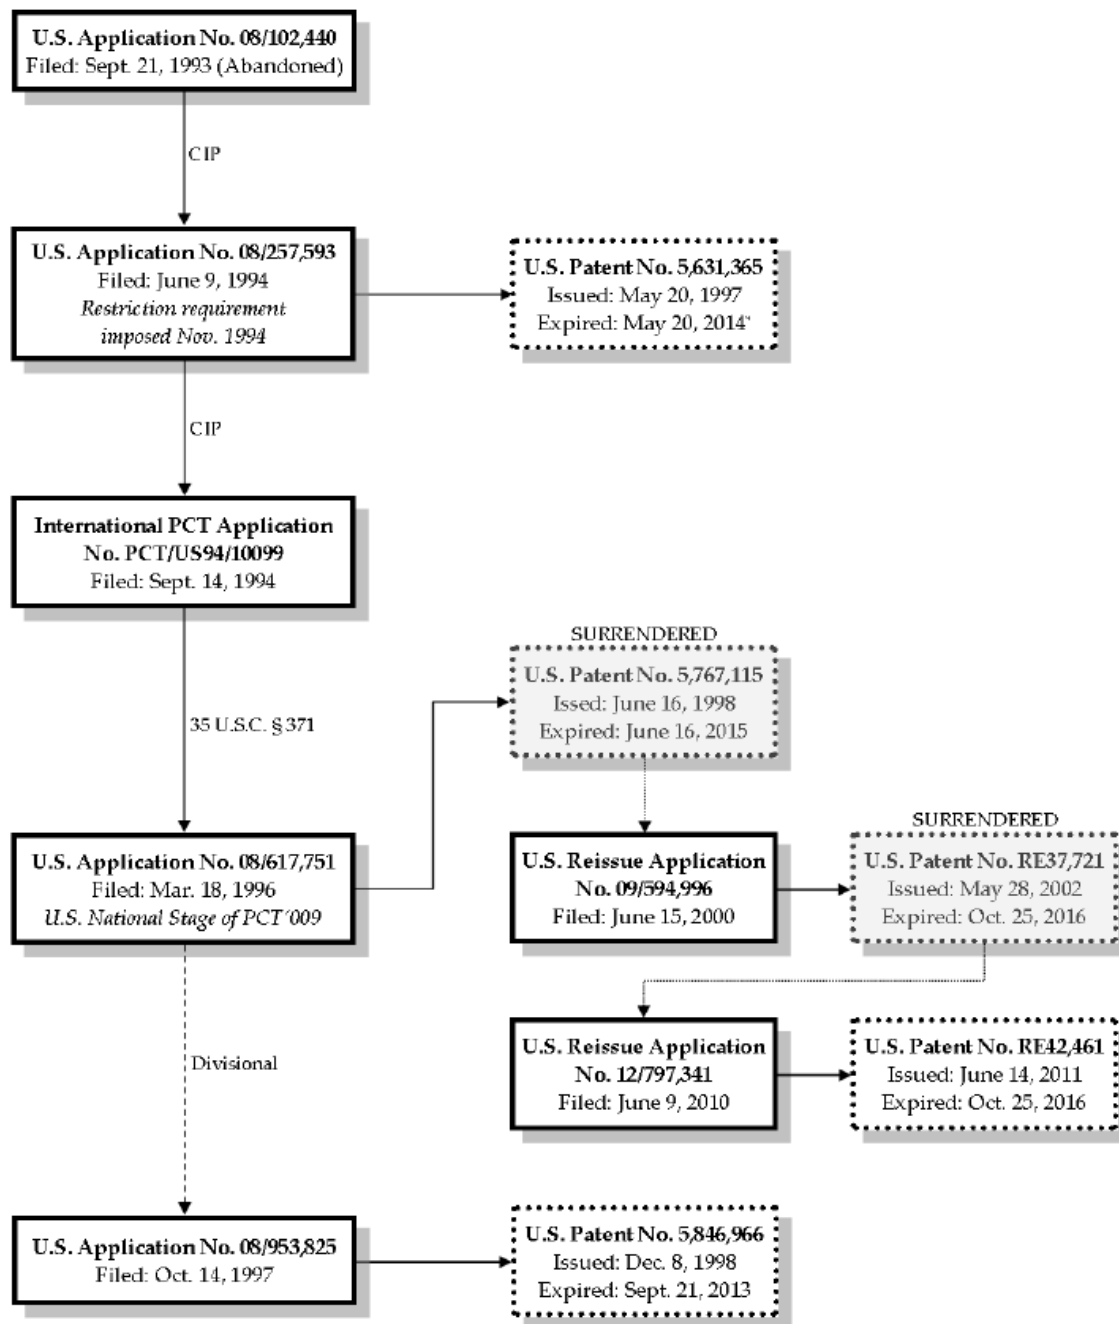 U.S. Application No. 08/102,440
Filed: Sept. 21, 1993 (Abandoned)
CIP
U.S. Application No. 08/257,593
Filed: June 9, 1994
Restriction requirement
imposed Nov. 1994
U.S. Patent No. 5,631,365
Issued: May 20, 1997
Expired: May 20, 2014*
CIP
International PCT Application
No. PCT/US94/10099
Filed: Sept. 14, 1994
35 U.S.C. § 371
SURRENDERED
U.S. Patent No. 5,767,115
Issed: June 16, 1998
Expired: June 16, 2015
U.S. Application No. 08/617,751
Filed: Mar. 18, 1996
U.S. National Stage of PCT '009
U.S. Reissue Application
No. 09/594,996
Filed: June 15, 2000
SURRENDERED
U.S. Patent No. RE37,721
Issued: May 28, 2002
Expired: Oct. 25, 2016
Divisional
U.S. Reissue Application
No. 12/797,341
Filed: June 9, 2010
U.S. Patent No. RE42,461
Issued: June 14, 2011
Expired: Oct. 25, 2016
U.S. Application No. 08/953,825
Filed: Oct. 14, 1997
U.S. Patent No. 5,846,966
Issued: Dec. 8, 1998
Expired: Sept. 21, 2013